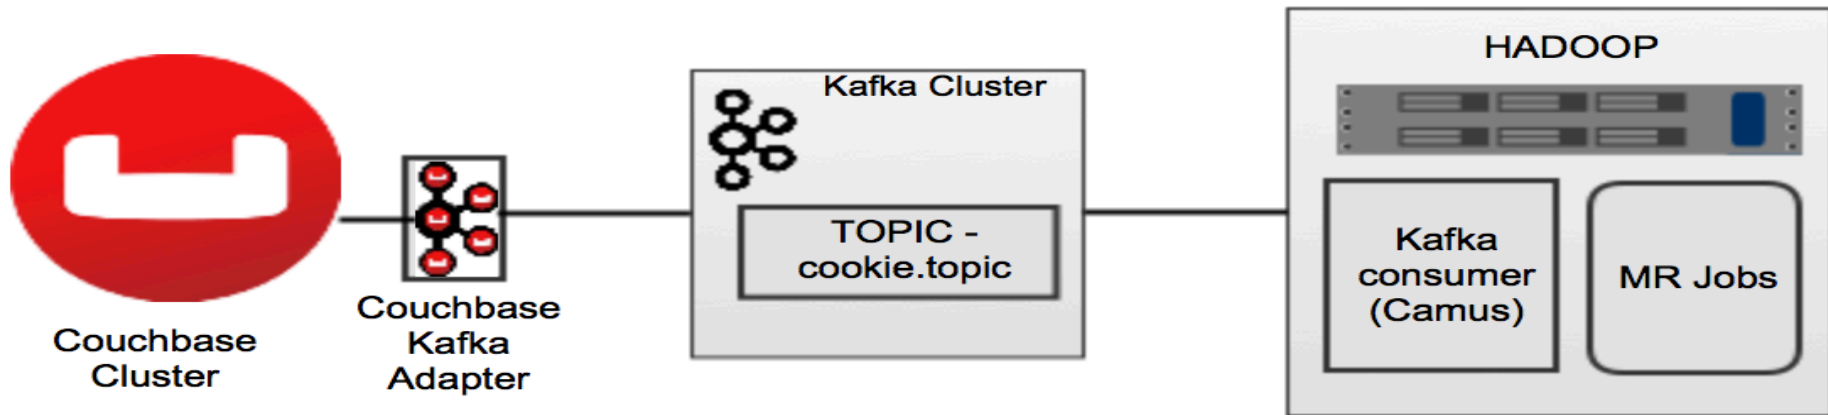 Couchbase
Cluster
Couchbase
Kafka
Adapter
Kafka Cluster
TOPIC -
cookie.topic
HADOOP
Kafka
consumer
(Camus)
MR Jobs